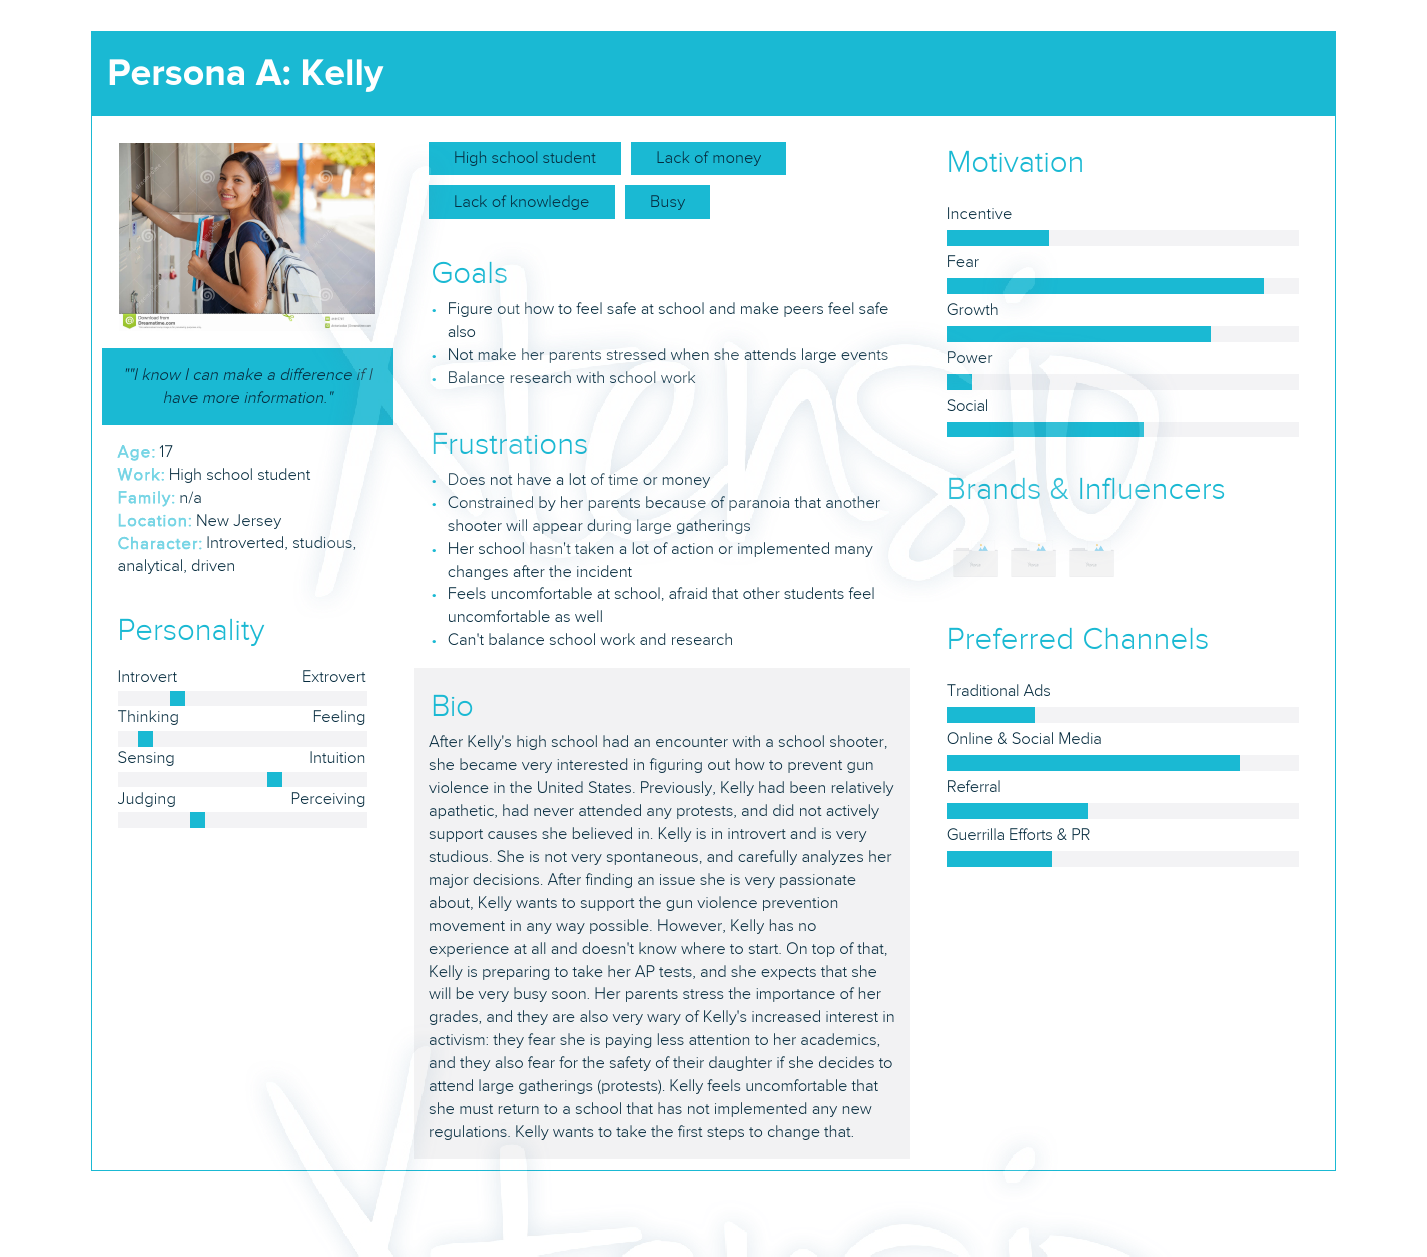 Persona A: Kelly
Download from
Dreamstime.com
""I know I can make a difference if I
have more information."
Age: 17
Work: High school student
Family: n/a
Location: New Jersey
Character: Introverted, studious,
analytical, driven
Personality
Introvert Extrovert
Thinking Feeling
Sensing Intuition
Judging Perceiving
High school student Lack of money
Lack of knowledge Busy
Goals
Figure out how to feel safe at school and make peers feel safe
also
Not make her parents stressed when she attends large events
Balance research with school work
Frustrations
Does not have a lot of time or money
Constrained by her parents because of paranoia that another
shooter will appear during large gatherings
Her school hasn't taken a lot of action or implemented many
changes after the incident
Feels uncomfortable at school, afraid that other students feel
uncomfortable as well
Can't balance school work and research
Bio
After Kelly's high school had an encounter with a school shooter,
she became very interested in figuring out how to prevent gun
violence in the United States. Previously, Kelly had been relatively
apathetic, had never attended any protests, and did not actively
support causes she believed in. Kelly is in introvert and is very
studious. She is not very spontaneous, and carefully analyzes her
major decisions. After finding an issue she is very passionate
about, Kelly wants to support the gun violence prevention
movement in any way possible. However, Kelly has no
experience at all and doesn't know where to start. On top of that,
Kelly is preparing to take her AP tests, and she expects that she
will be very busy soon. Her parents stress the importance of her
grades, and they are also very wary of Kelly's increased interest in
activism: they fear she is paying less attention to her academics,
and they also fear for the safety of their daughter if she decides to
attend large gatherings (protests). Kelly feels uncomfortable that
she must return to a school that has not implemented any new
regulations. Kelly wants to take the first steps to change that.
Motivation
Incentive
Fear
Growth
Power
Social
Brands & Influencers
Preferred Channels
Traditional Ads
Online & Social Media
Referral
Guerrilla Efforts & PR
Xtensio